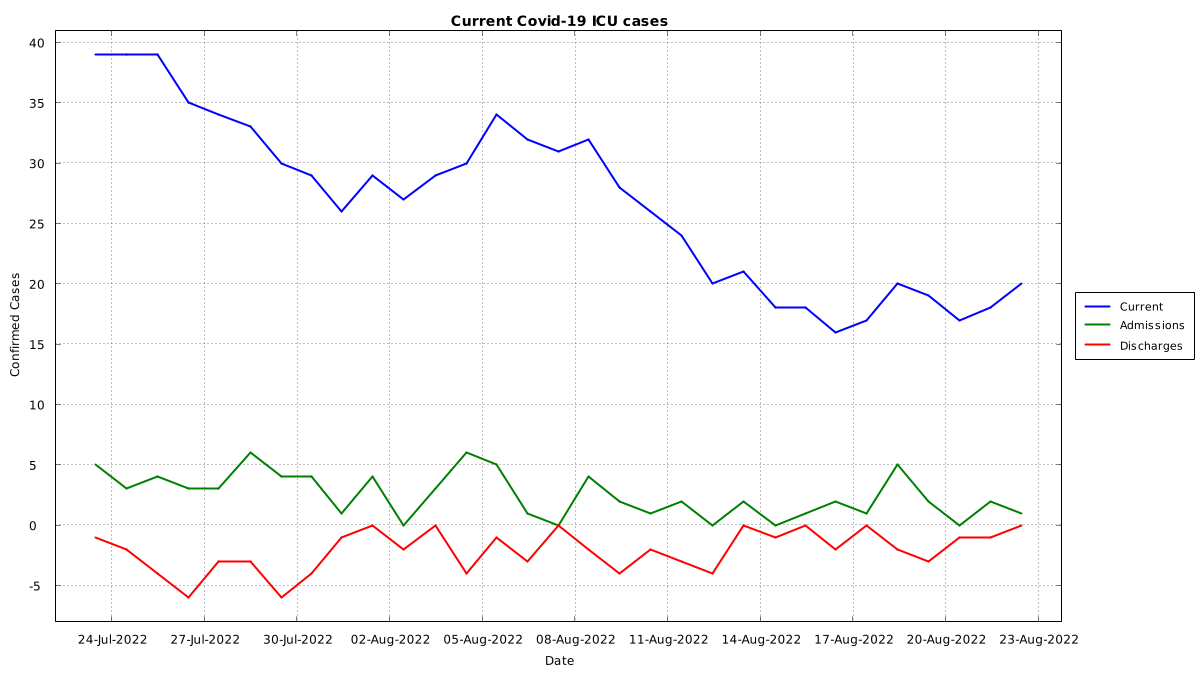 Current Covid-19 ICU cases
40
35
30
25
20
15
10
5
0
-5
Confirmed Cases
24-Jul-2022 27-Jul-2022 30-Jul-2022 02-Aug-2022 05-Aug-2022 08-Aug-2022 11-Aug-2022 14-Aug-2022 17-Aug-2022 20-Aug-2022 23-Aug-2022
Date
Current
Admissions
Discharges